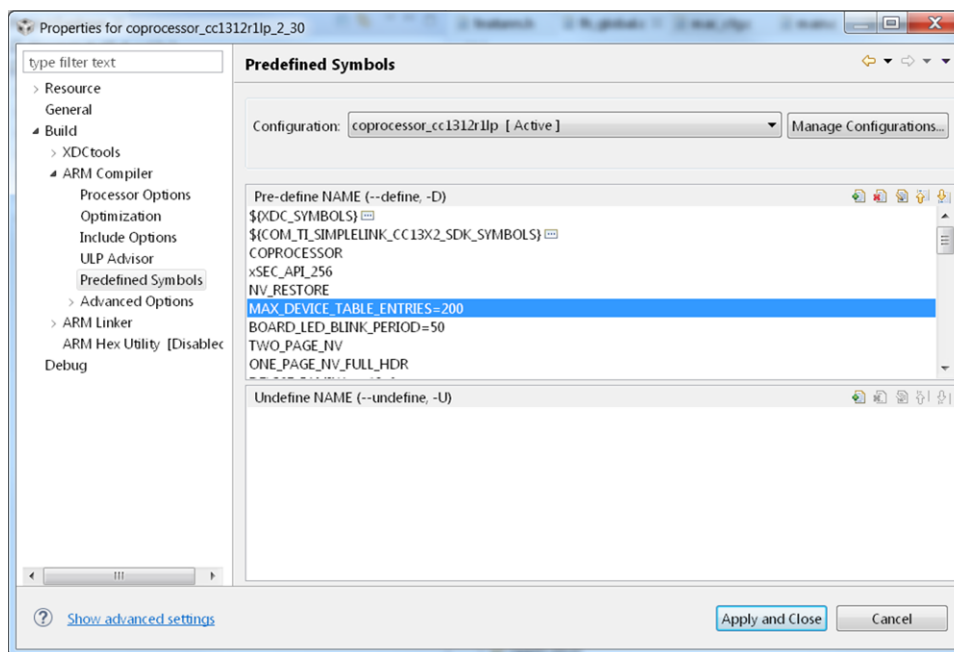 Properties for coprocessor_cc1312r1lp_2_30
type filter text
Resource
General
Build
XDCtools
ARM Compiler
Processor Options
Optimization
Include Options
ULP Advisor
Predefined Symbols
Advanced Options
ARM Linker
ARM Hex Utility [Disablec
Debug
Predefined Symbols
Configuration: coprocessor_cc1312r1lp [ Active ]
Manage Configurations...
Pre-define NAME (--define, -D)
${XDC_SYMBOLS}
${COM_TI_SIMPLELINK_CC13X2_SDK_SYMBOLS}
COPROCESSOR
xSEC_API_256
NV_RESTORE
MAX_DEVICE_TABLE_ENTRIES=200
BOARD_LED_BLINK_PERIOD=50
TWO_PAGE_NV
ONE_PAGE_NV_FULL_HDR
Undefine NAME (--undefine, -U)
Show advanced settings
Apply and Close
Cancel